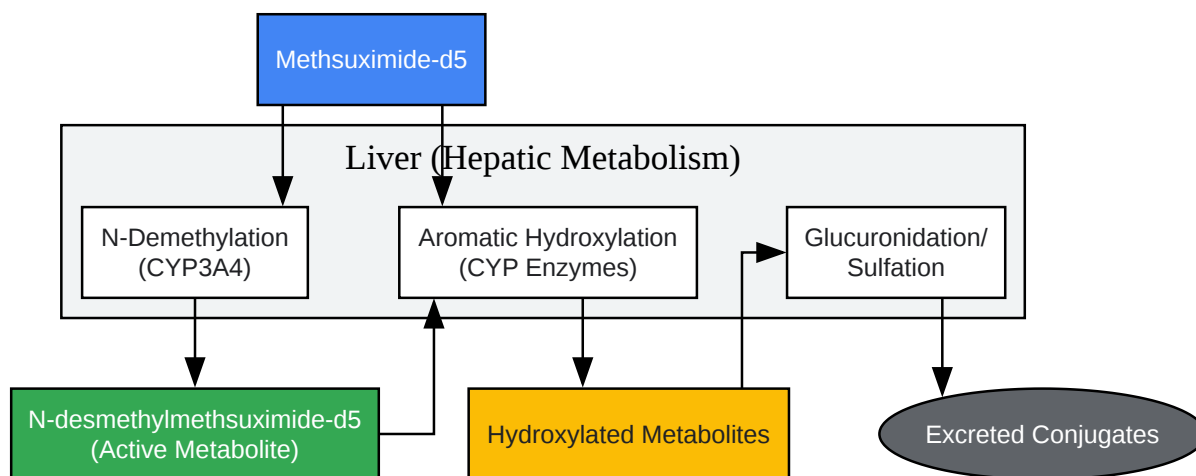 Methsuximide-d5
Liver (Hepatic Metabolism)
N-Demethylation
(CYP3A4)
Aromatic Hydroxylation
(CYP Enzymes)
Glucuronidation/
Sulfation
N-desmethylmethsuximide-d5
(Active Metabolite)
Hydroxylated Metabolites
Excreted Conjugates